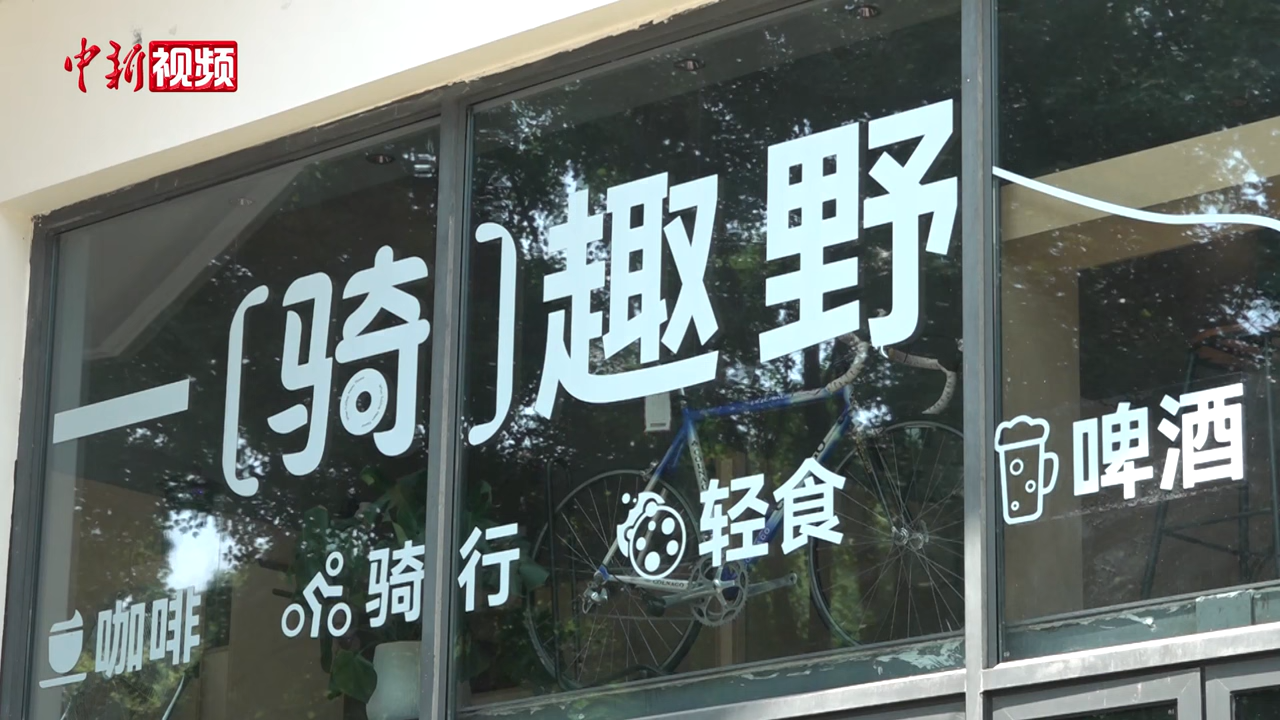 中新视频
一(骑)趣野
咖啡 骑行 轻食 啤酒